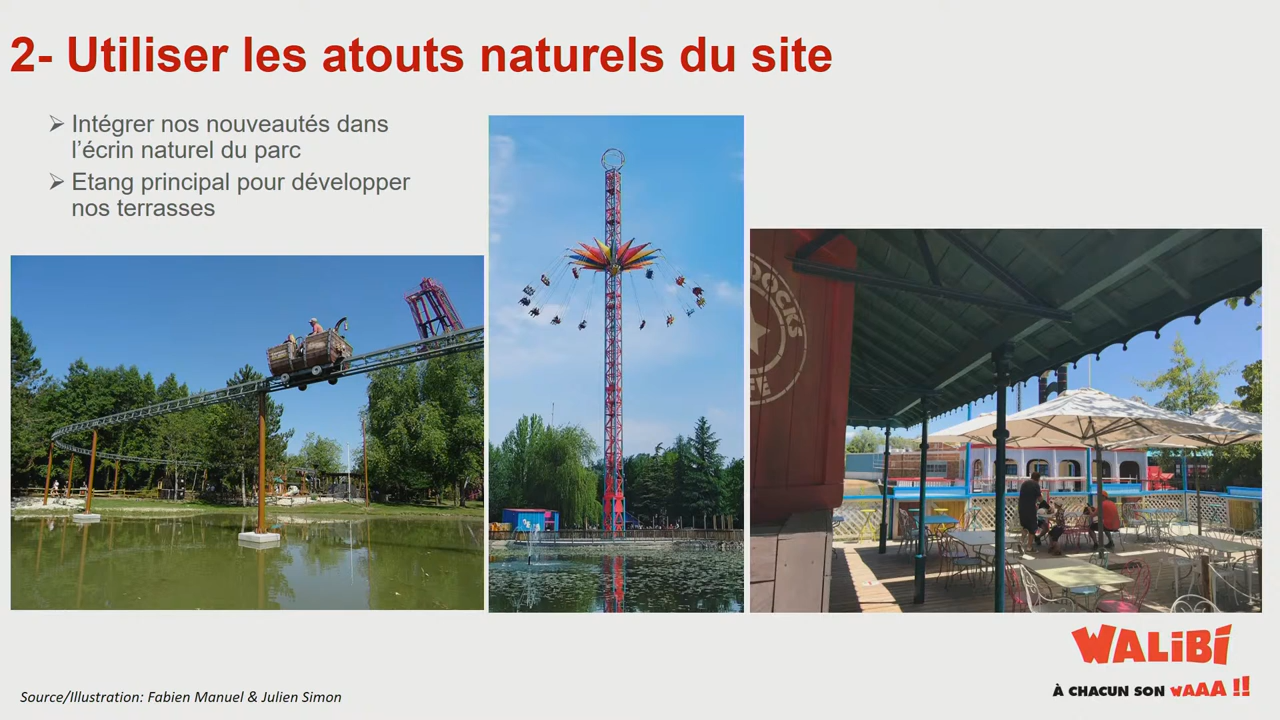 2- Utiliser les atouts naturels du site
➢ Intégrer nos nouveautés dans
l'écrin naturel du parc
➢ Etang principal pour développer
nos terrasses
DOCKS
WALiBi
À CHACUN SON WAAA !!
Source/Illustration: Fabien Manuel & Julien Simon